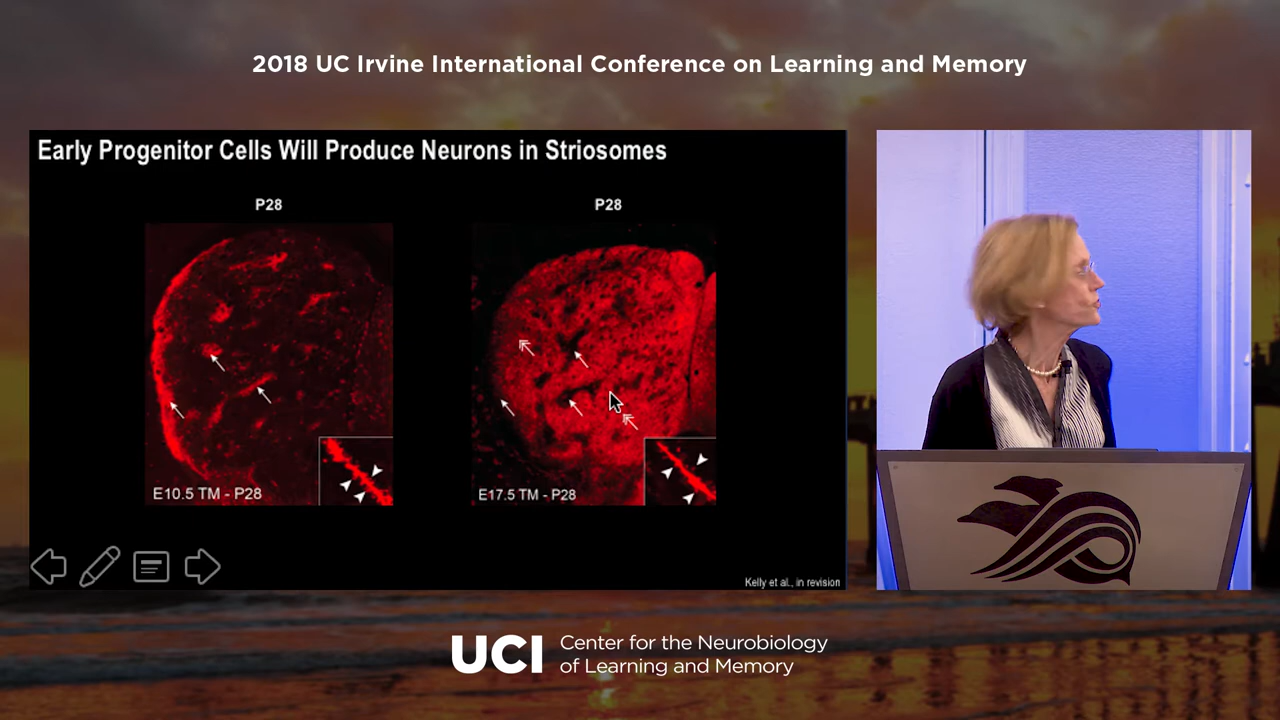 2018 UC Irvine International Conference on Learning and Memory
Early Progenitor Cells Will Produce Neurons in Striosomes
P28
P28
E10.5 TM - P28
E17.5 TM - P28
Kelly et al., in revision
UCI
Center for the Neurobiology
of Learning and Memory